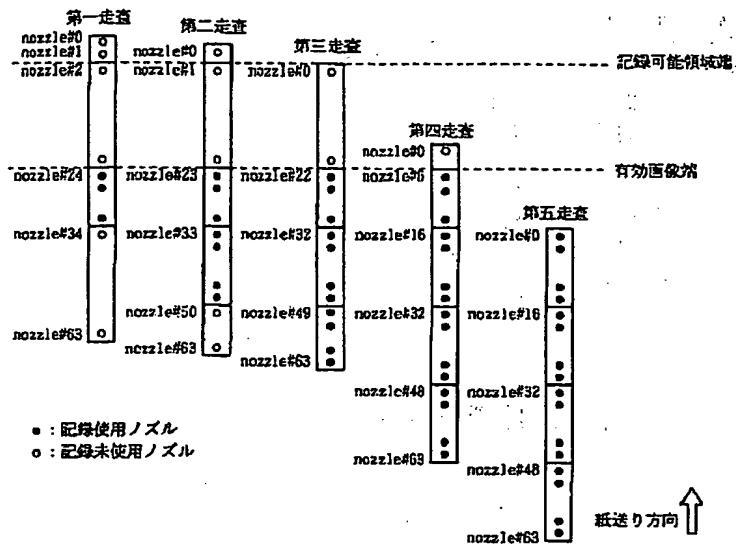 第一走査
nozzle#0
nozzle#1
nozzle#2
nozzle#24
nozzle#34
nozzle#63
第二走査
nozzle#0
nozzle#1
nozzle#23
nozzle#33
nozzle#50
nozzle#63
第三走査
nozzle#0
nozzle#22
nozzle#32
nozzle#49
nozzle#63
第四走査
nozzle#0
nozzle#6
nozzle#16
nozzle#32
nozzle#48
nozzle#63
第五走査
nozzle#0
nozzle#16
nozzle#32
nozzle#48
nozzle#63
記録可能領域端
有効画像端
●：記録使用ノズル
○：記録未使用ノズル
紙送り方向